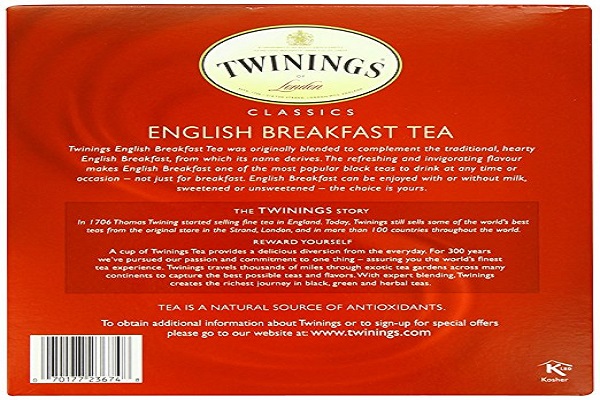 TWININGS
OF
London
CLASSICS
ENGLISH BREAKFAST TEA
Twinings English Breakfast Tea was originally blended to complement the traditional, hearty
English Breakfast, from which its name derives. The refreshing and invigorating flavour
makes English Breakfast one of the most popular black teas to drink at any time or
occasion – not just for breakfast. English Breakfast can be enjoyed with or without milk,
sweetened or unsweetened – the choice is yours.
THE TWININGS STORY
In 1706 Thomas Twining started selling fine tea in England. Today, Twinings still sells some of the world's best
teas from the original store in the Strand, London, and in more than 100 countries throughout the world.
REWARD YOURSELF
A cup of Twinings Tea provides a delicious diversion from the everyday. For 300 years
we've pursued our passion and commitment to one thing – assuring you the world's finest
tea experience. Twinings travels thousands of miles through exotic tea gardens across many
continents to capture the best possible teas and flavors. With expert blending, Twinings
creates the richest journey in black, green and herbal teas.
TEA IS A NATURAL SOURCE OF ANTIOXIDANTS.
To obtain additional information about Twinings or to sign-up for special offers
please go to our website at: www.twinings.com
0 70177 23674 8
K LBD
Kosher